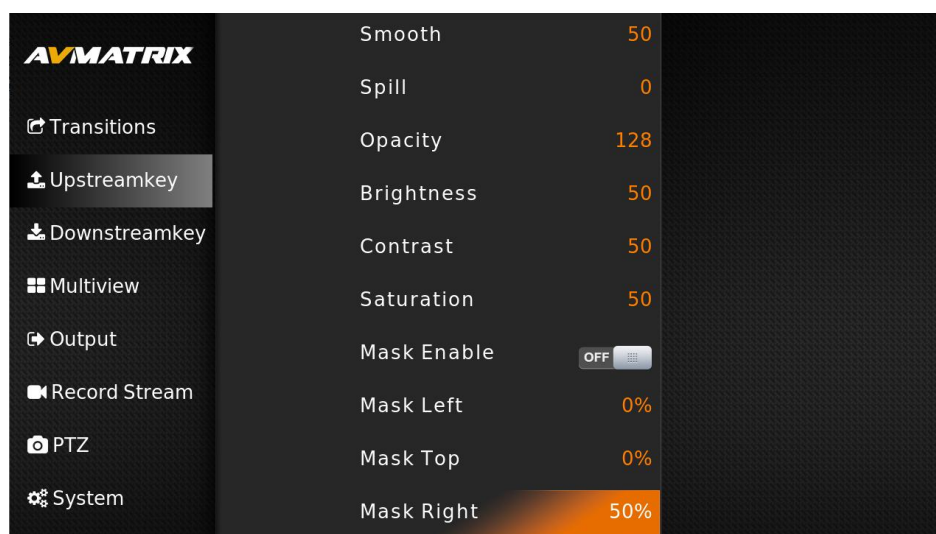 AVMATRIX
Transitions
Upstreamkey
Downstreamkey
Multiview
Output
Record Stream
PTZ
System
Smooth 50
Spill 0
Opacity 128
Brightness 50
Contrast 50
Saturation 50
Mask Enable OFF
Mask Left 0%
Mask Top 0%
Mask Right 50%